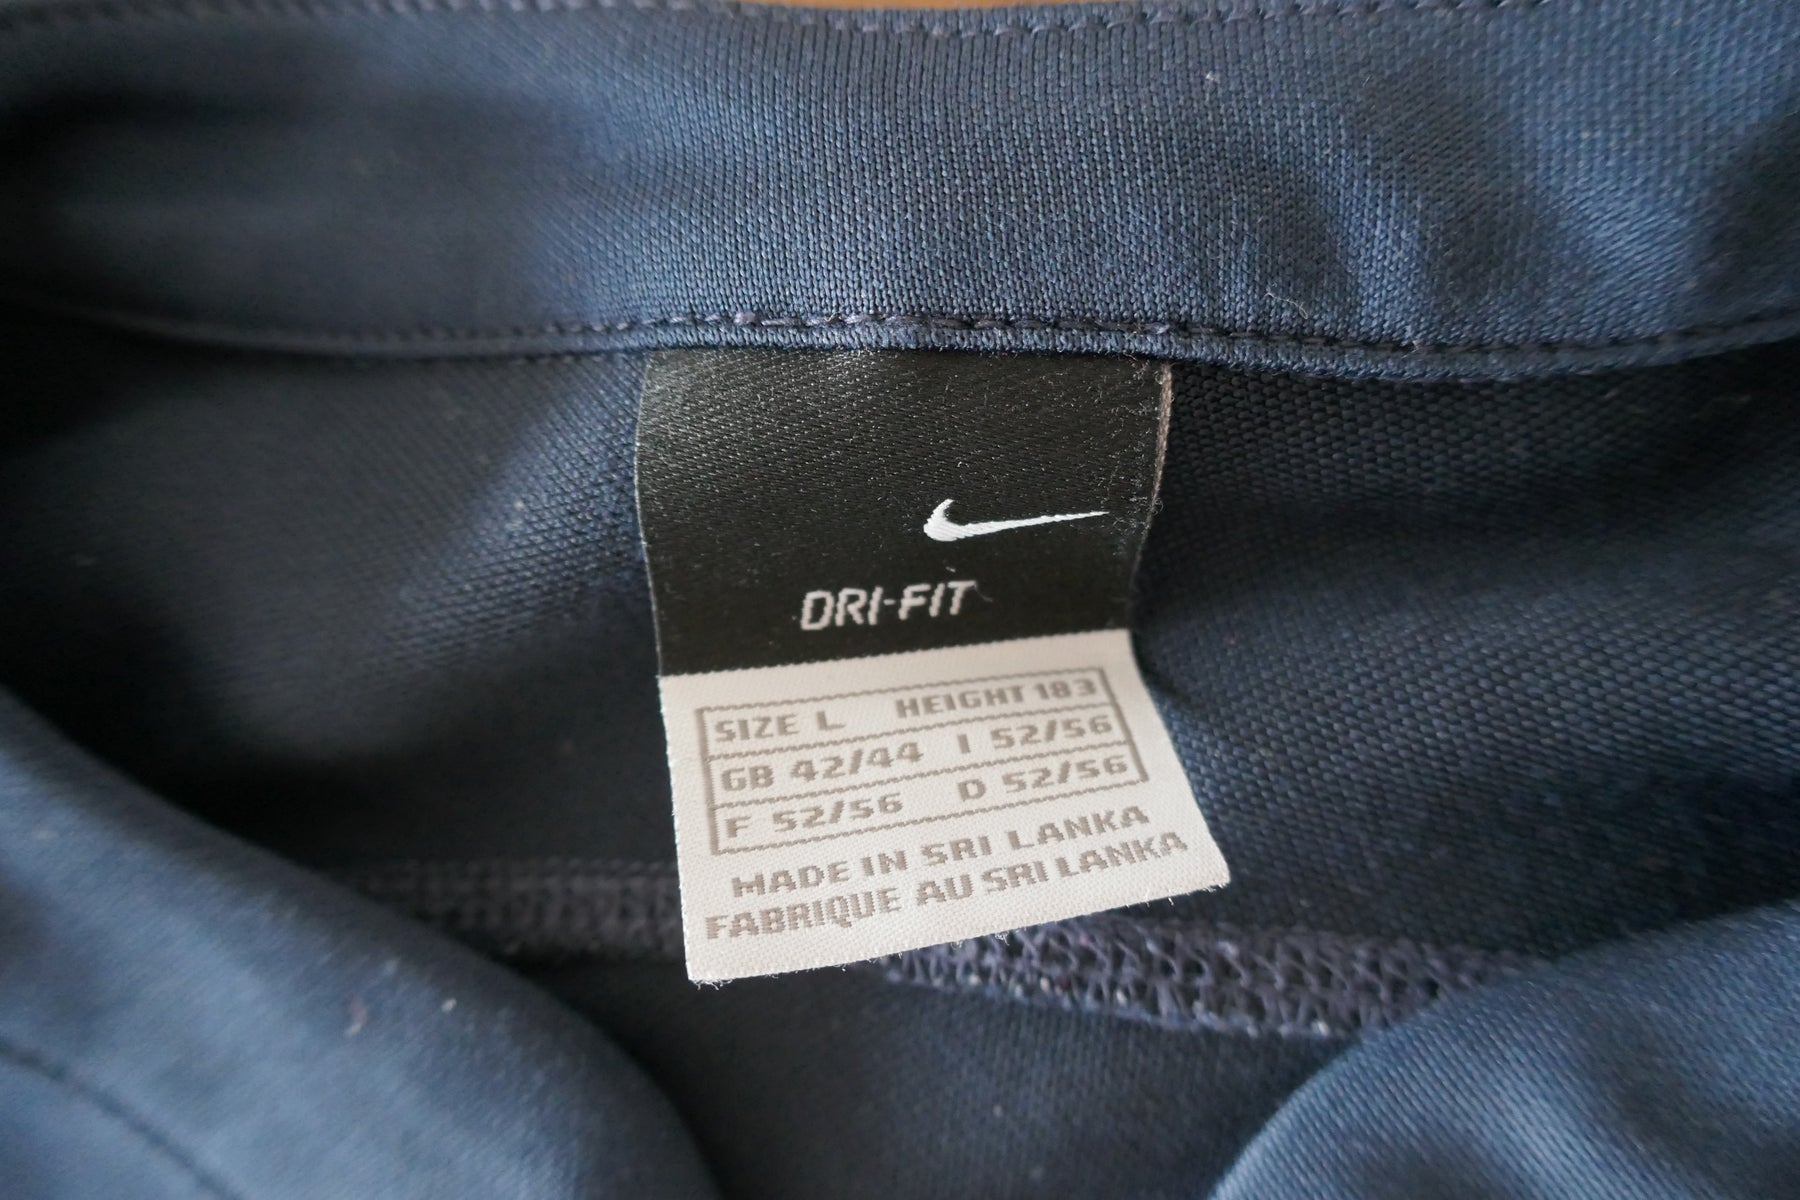 DRI-FIT
SIZE L HEIGHT 183
GB 42/44 I 52/56
F 52/56 D 52/56
MADE IN SRI LANKA
FABRIQUE AU SRI LANKA